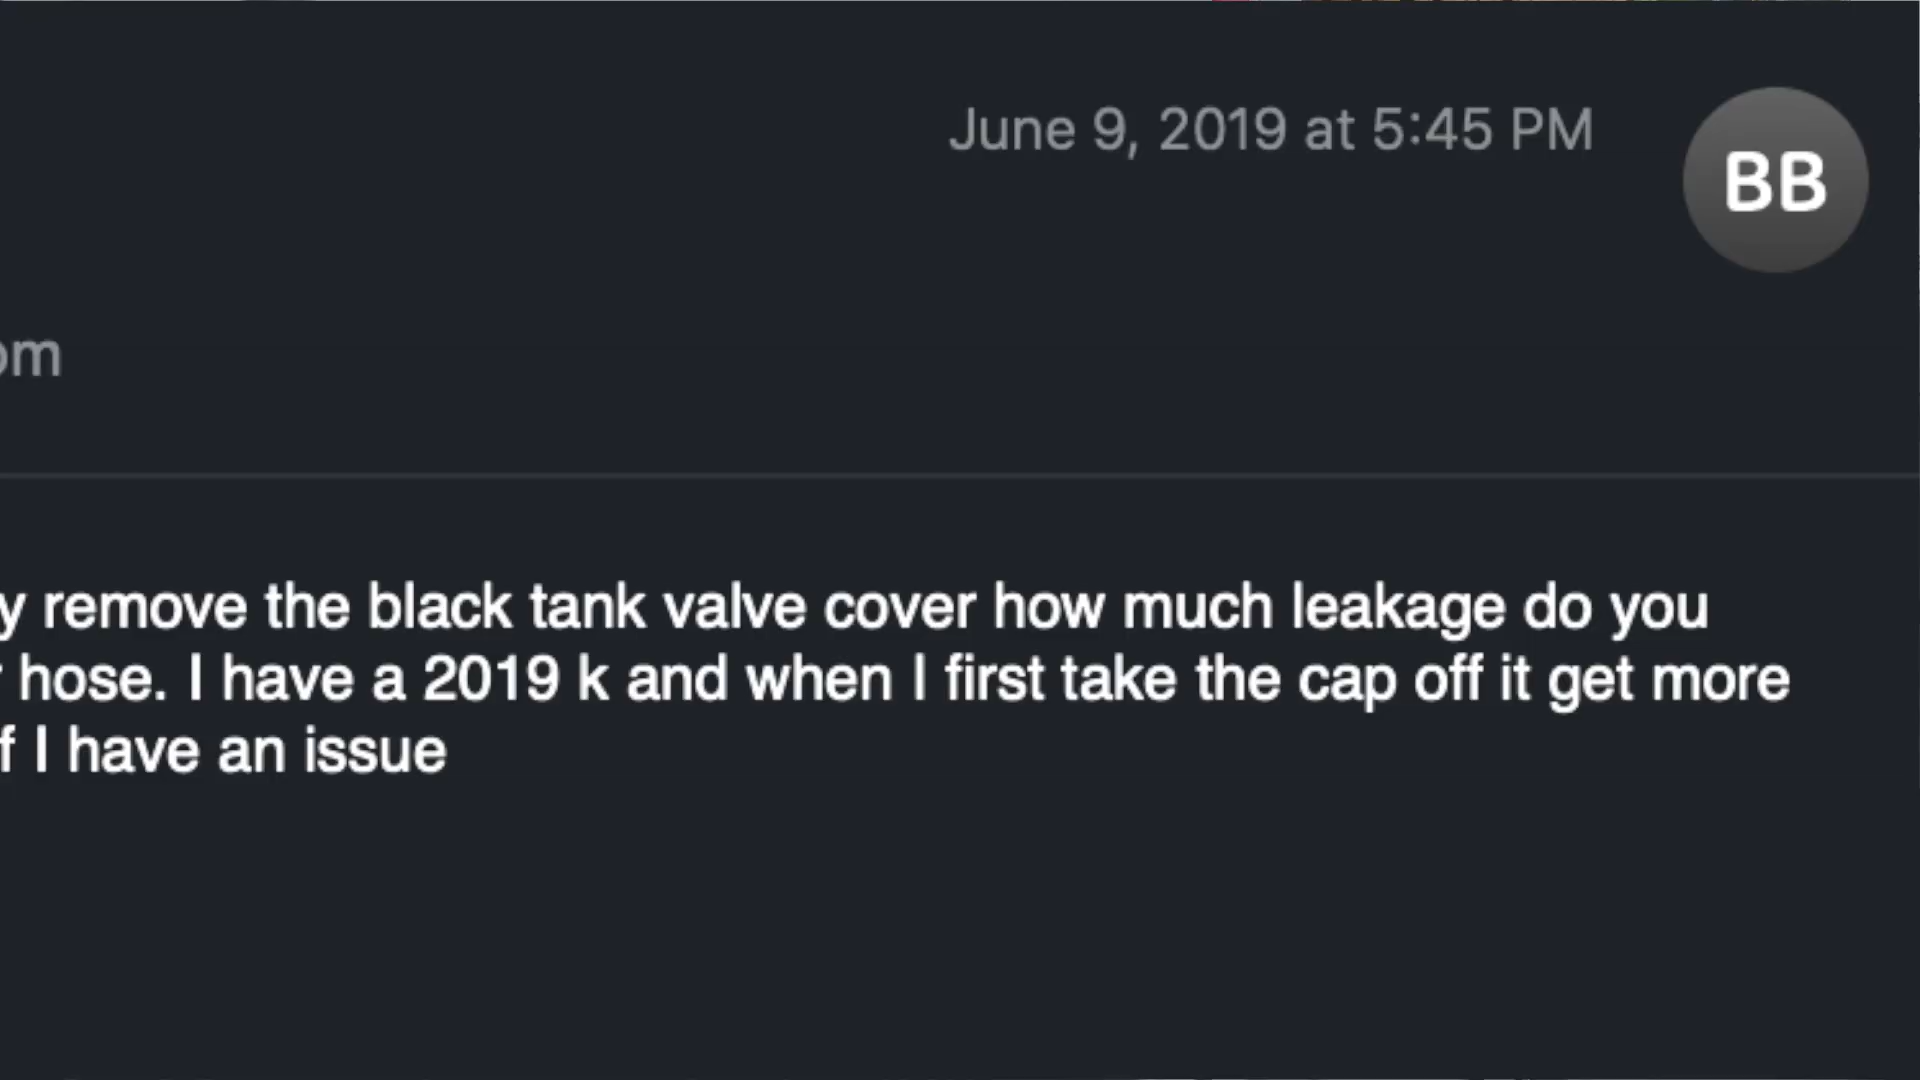 June 9, 2019 at 5:45 PM
BB
om
y remove the black tank valve cover how much leakage do you
hose. I have a 2019 k and when I first take the cap off it get more
f I have an issue